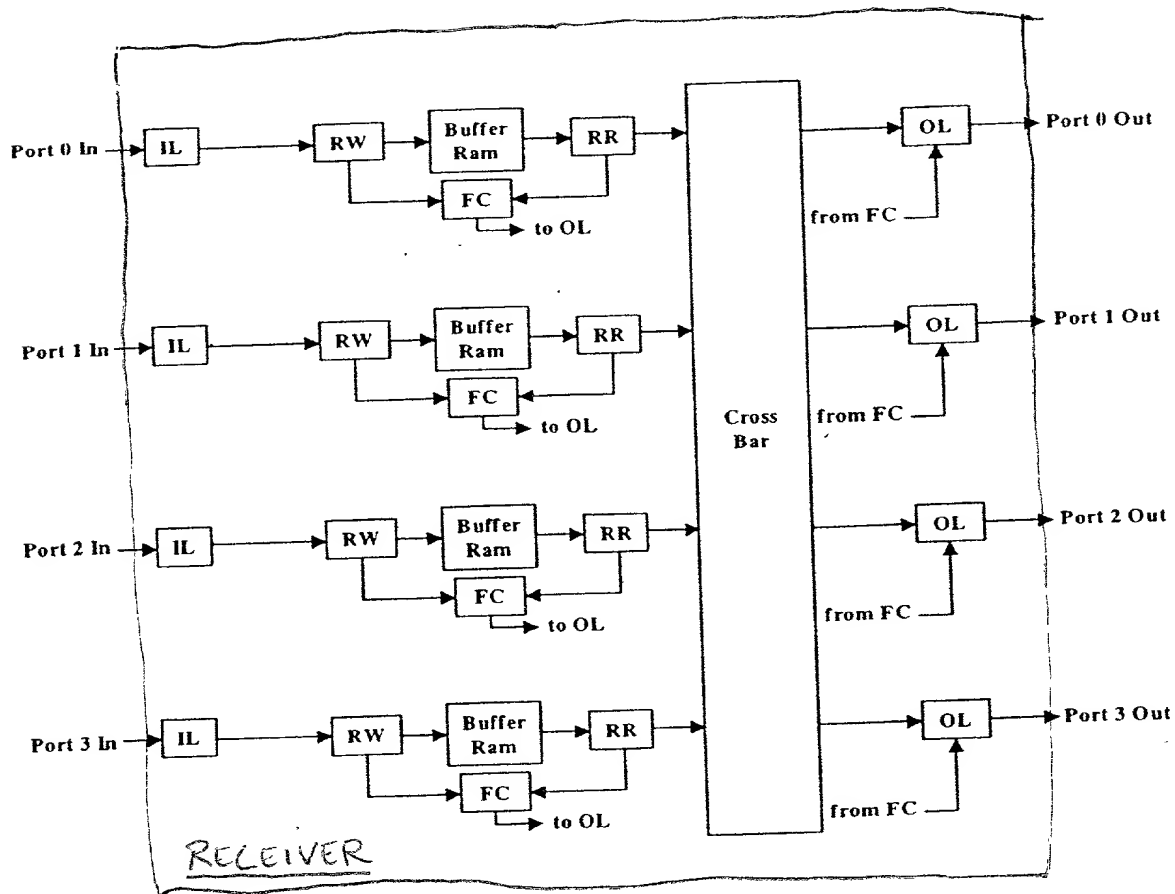 Port 0 In IL RW Buffer Ram RR OL Port 0 Out
FC
to OL
from FC
Port 1 In IL RW Buffer Ram RR OL Port 1 Out
FC
to OL
from FC
Cross
Bar
Port 2 In IL RW Buffer Ram RR OL Port 2 Out
FC
to OL
from FC
Port 3 In IL RW Buffer Ram RR OL Port 3 Out
FC
to OL
from FC
RECEIVER